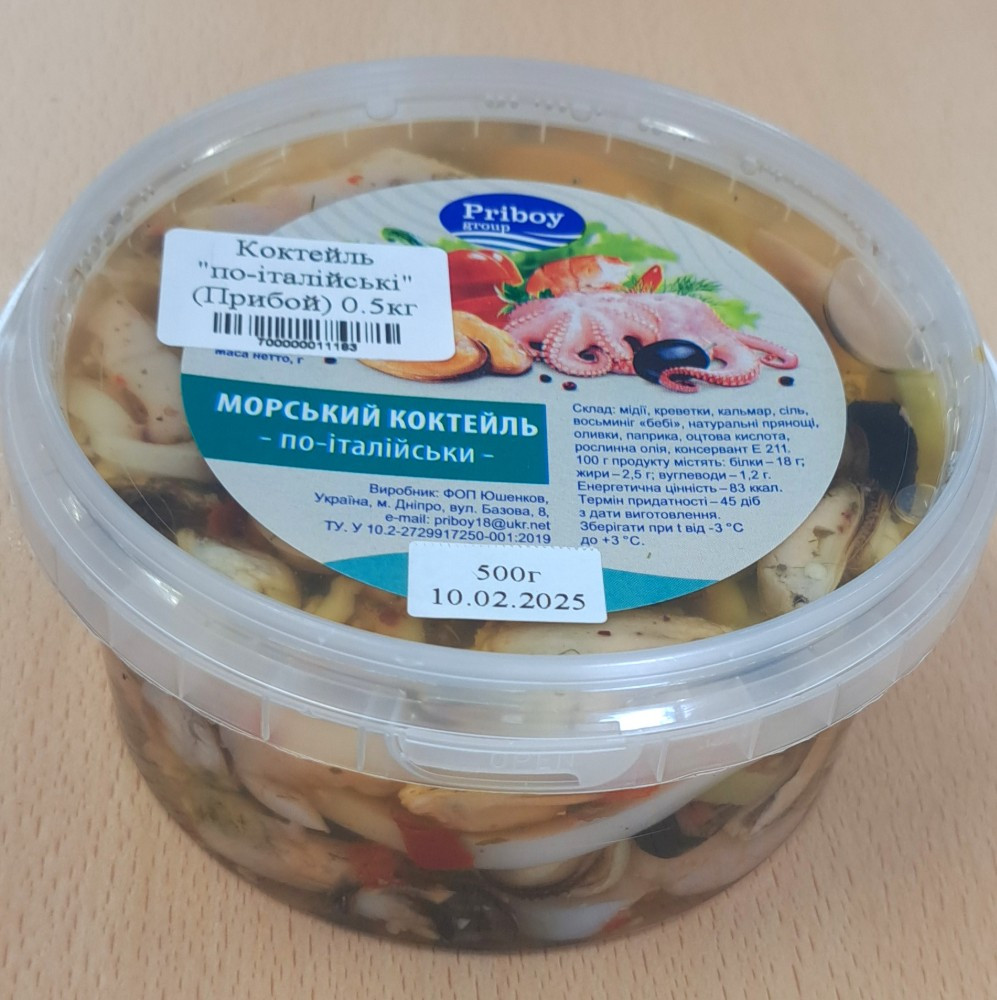 Priboy
group
Коктейль
"по-італійські"
(Прибой) 0.5кг
700000011183
маса нетто, г
МОРСЬКИЙ КОКТЕЙЛЬ
- по-італійськи -
Виробник: ФОП Юшенков,
Україна, м. Дніпро, вул. Базова, 8,
e-mail: priboy18@ukr.net
ТУ. У 10.2-2729917250-001:2019
Склад: мідії, креветки, кальмар, сіль,
восьминіг «бебі», натуральні прянощі,
оливки, паприка, оцтова кислота,
рослинна олія, консервант Е 211.
100 г продукту містять: білки – 18 г;
жири – 2,5 г; вуглеводи – 1,2 г.
Енергетична цінність – 83 ккал.
Термін придатності – 45 діб
з дати виготовлення.
Зберігати при t від -3 °C
до +3 °C.
500г
10.02.2025
OPEN